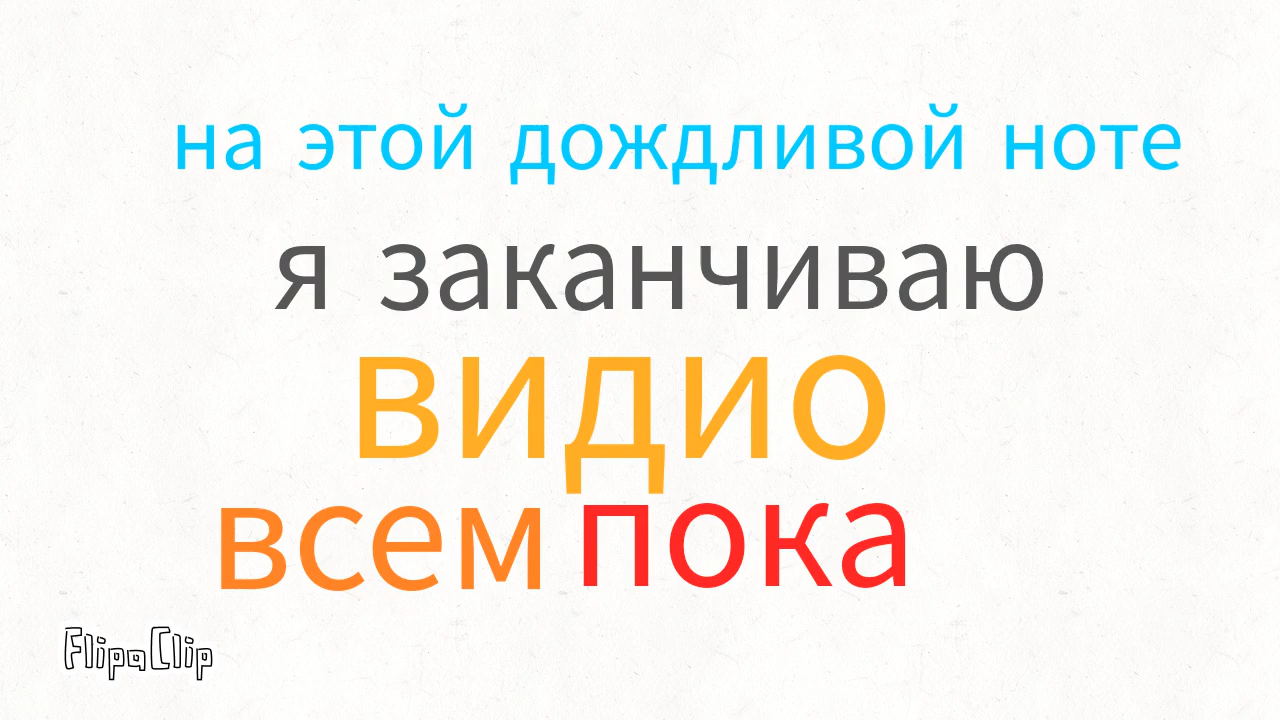 на этой дождливой ноте
я заканчиваю
видио
всем пока
FlipaClip